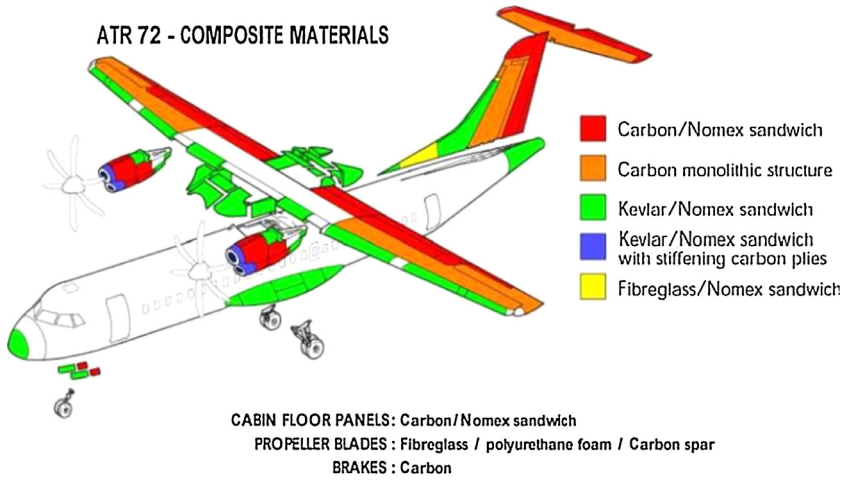 ATR 72 - COMPOSITE MATERIALS
Carbon/Nomex sandwich
Carbon monolithic structure
Kevlar/Nomex sandwich
Kevlar/Nomex sandwich
with stiffening carbon plies
Fibreglass/Nomex sandwich
CABIN FLOOR PANELS: Carbon/Nomex sandwich
PROPELLER BLADES : Fibreglass / polyurethane foam / Carbon spar
BRAKES : Carbon